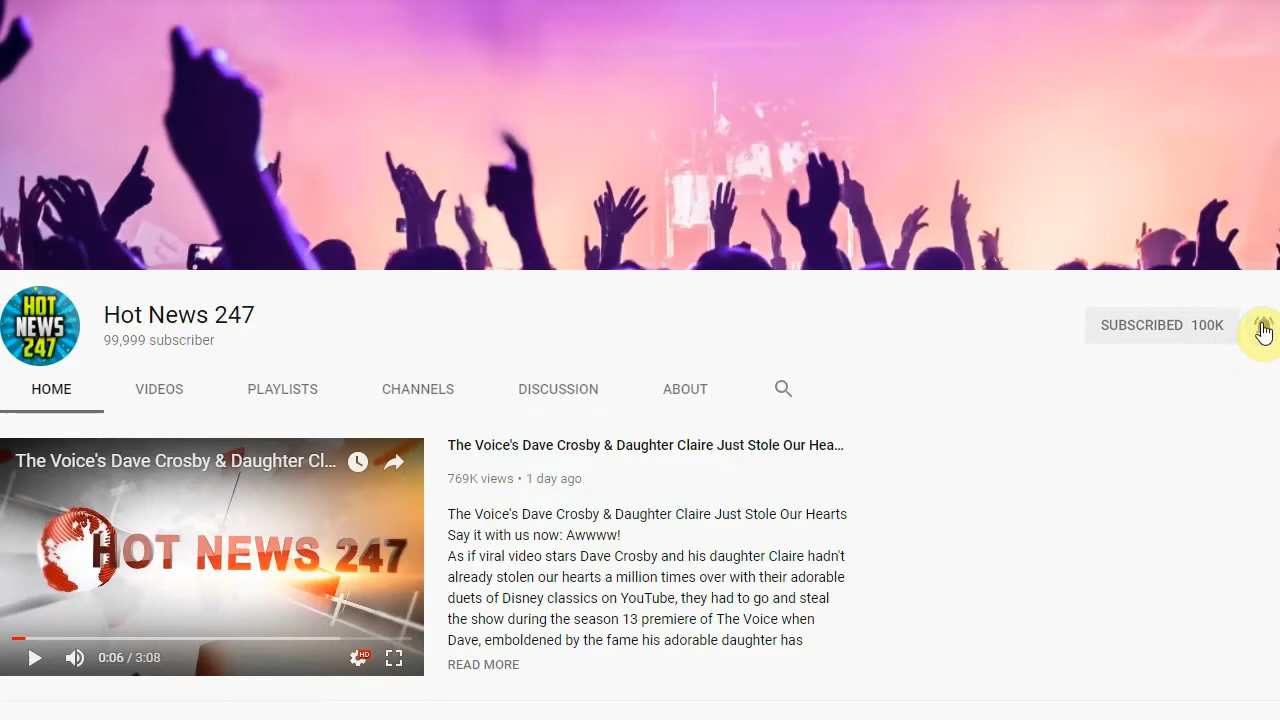 HOT
NEWS
247
Hot News 247
99,999 subscriber
SUBSCRIBED 100K
HOME VIDEOS PLAYLISTS CHANNELS DISCUSSION ABOUT
The Voice's Dave Crosby & Daughter Cl...
HOT NEWS 247
0:06 / 3:08
HD
The Voice's Dave Crosby & Daughter Claire Just Stole Our Hea...
769K views • 1 day ago
The Voice's Dave Crosby & Daughter Claire Just Stole Our Hearts
Say it with us now: Awwww!
As if viral video stars Dave Crosby and his daughter Claire hadn't
already stolen our hearts a million times over with their adorable
duets of Disney classics on YouTube, they had to go and steal
the show during the season 13 premiere of The Voice when
Dave, emboldened by the fame his adorable daughter has
READ MORE